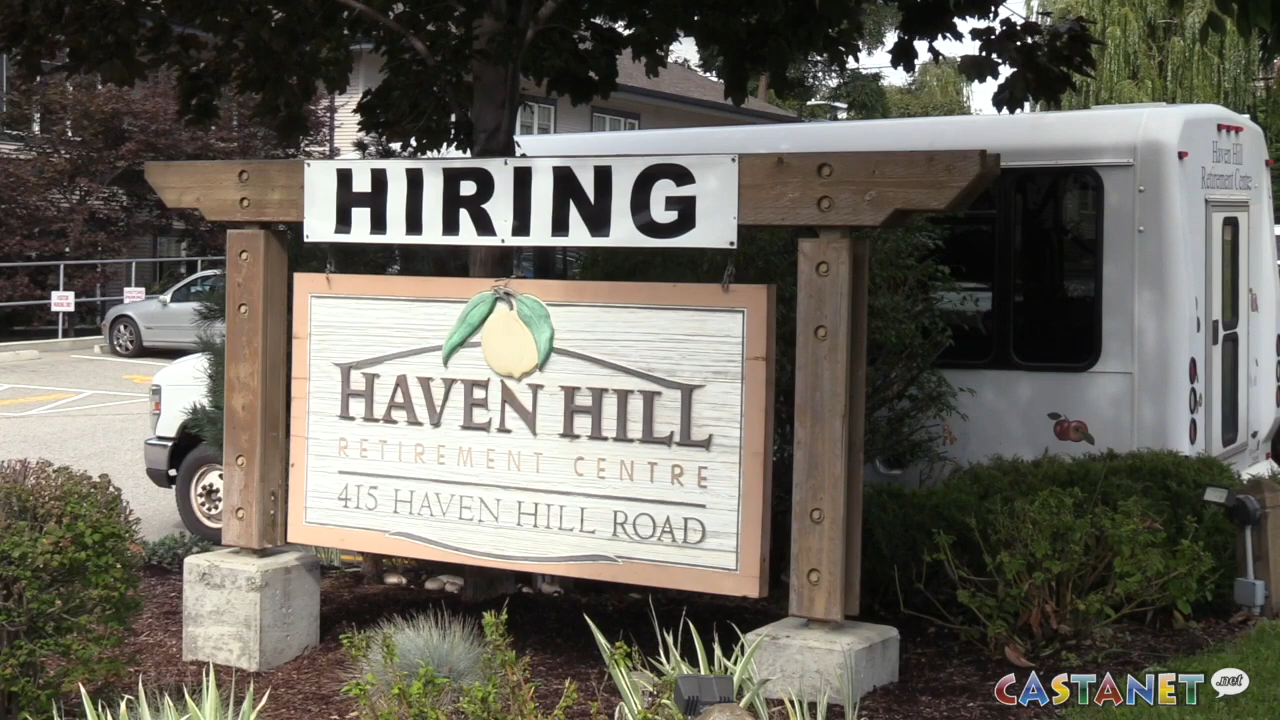 HIRING
HAVEN HILL
RETIREMENT CENTRE
415 HAVEN HILL ROAD
Haven Hill
Retirement Centre
CASTANET .net